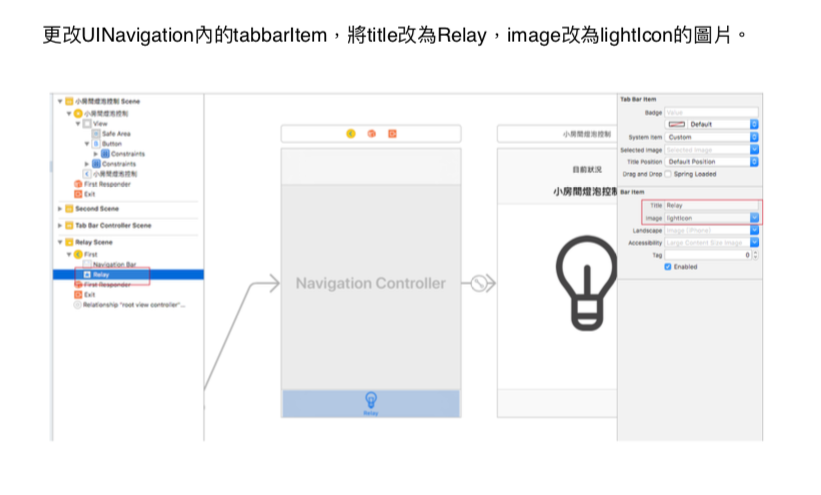 更改UINavigation內的tabbarItem，將title改為Relay，image改為lightIcon的圖片。
小房間燈泡控制 Scene
小房間燈泡控制
View
Safe Area
Button
Constraints
Constraints
小房間燈泡控制
First Responder
Exit
Second Scene
Tab Bar Controller Scene
Relay Scene
First
Navigation Bar
Relay
First Responder
Exit
Relationship "root view controller"...
Navigation Controller
Relay
小房間燈泡控制
目前狀況
小房間燈泡控制
Tab Bar Item
Badge Value
Default
System Item Custom
Selected Image Selected Image
Title Position Default Position
Drag and Drop Spring Loaded
Bar Item
Title Relay
Image lightIcon
Landscape Image (iPhone)
Accessibility Large Content Size Image
Tag 0
Enabled